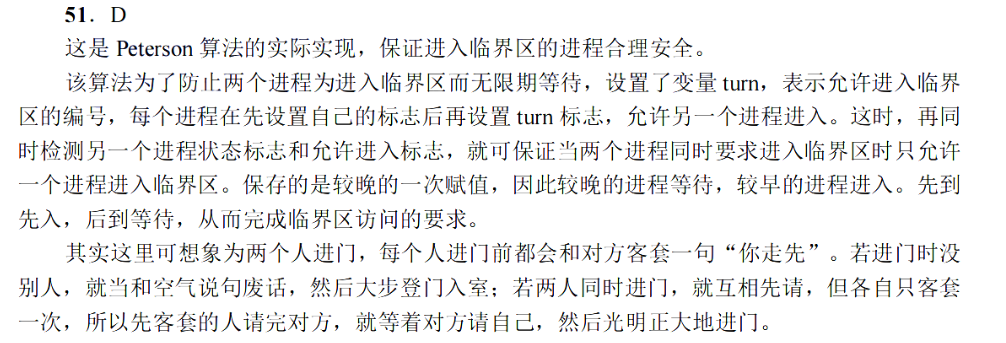 51．D
这是 Peterson 算法的实际实现，保证进入临界区的进程合理安全。
该算法为了防止两个进程为进入临界区而无限期等待，设置了变量 turn，表示允许进入临界
区的编号，每个进程在先设置自己的标志后再设置 turn 标志，允许另一个进程进入。这时，再同
时检测另一个进程状态标志和允许进入标志，就可保证当两个进程同时要求进入临界区时只允许
一个进程进入临界区。保存的是较晚的一次赋值，因此较晚的进程等待，较早的进程进入。先到
先入，后到等待，从而完成临界区访问的要求。
其实这里可想象为两个人进门，每个人进门前都会和对方客套一句“你走先”。若进门时没
别人，就当和空气说句废话，然后大步登门入室；若两人同时进门，就互相先请，但各自只客套
一次，所以先客套的人请完对方，就等着对方请自己，然后光明正大地进门。